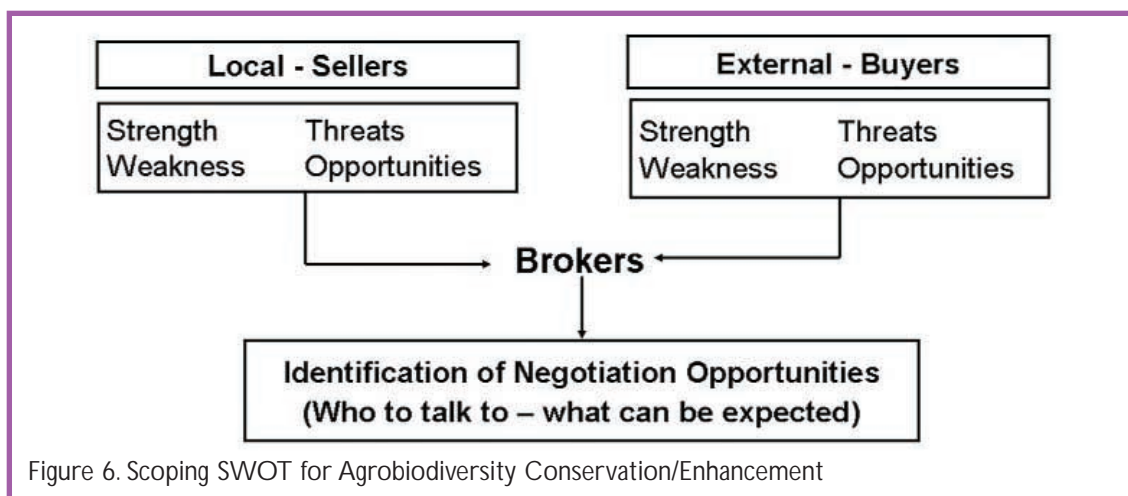 Local - Sellers
Strength Threats
Weakness Opportunities
External - Buyers
Strength Threats
Weakness Opportunities
Brokers
Identification of Negotiation Opportunities
(Who to talk to – what can be expected)
Figure 6. Scoping SWOT for Agrobiodiversity Conservation/Enhancement